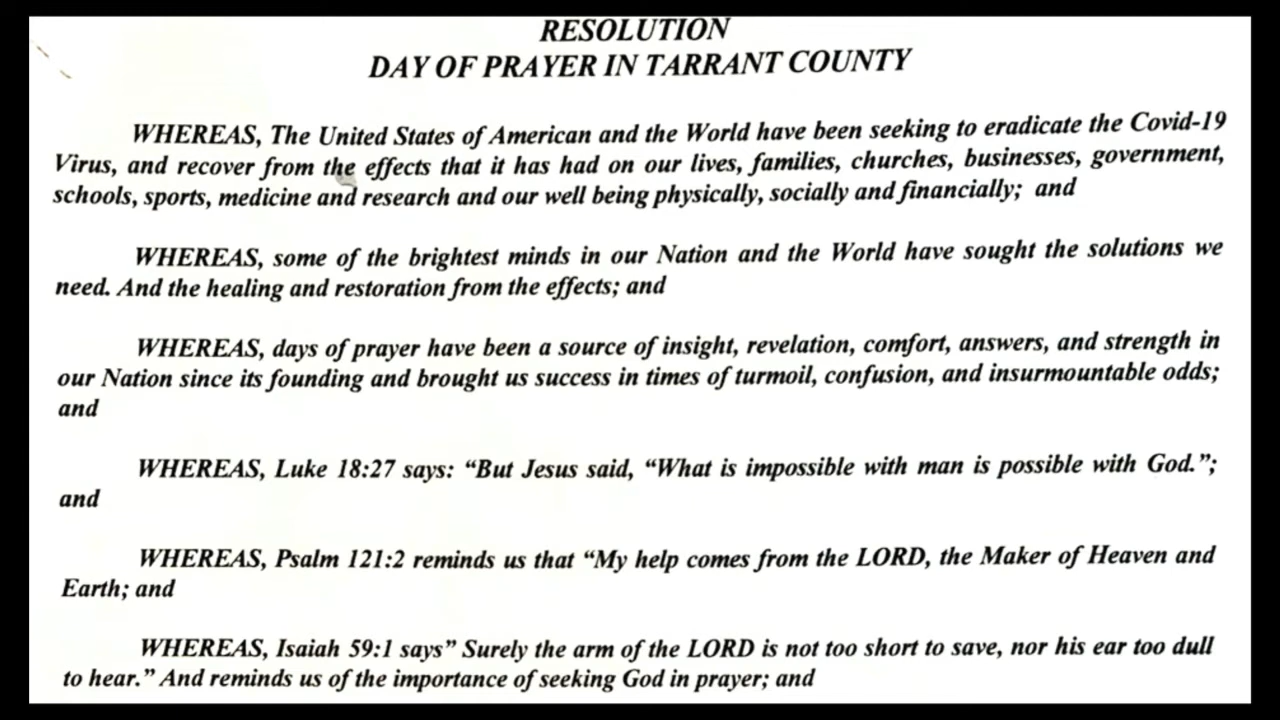 RESOLUTION
DAY OF PRAYER IN TARRANT COUNTY
WHEREAS, The United States of American and the World have been seeking to eradicate the Covid-19
Virus, and recover from the effects that it has had on our lives, families, churches, businesses, government,
schools, sports, medicine and research and our well being physically, socially and financially; and
WHEREAS, some of the brightest minds in our Nation and the World have sought the solutions we
need. And the healing and restoration from the effects; and
WHEREAS, days of prayer have been a source of insight, revelation, comfort, answers, and strength in
our Nation since its founding and brought us success in times of turmoil, confusion, and insurmountable odds;
and
WHEREAS, Luke 18:27 says: “But Jesus said, “What is impossible with man is possible with God.”;
and
WHEREAS, Psalm 121:2 reminds us that “My help comes from the LORD, the Maker of Heaven and
Earth; and
WHEREAS, Isaiah 59:1 says” Surely the arm of the LORD is not too short to save, nor his ear too dull
to hear.” And reminds us of the importance of seeking God in prayer; and